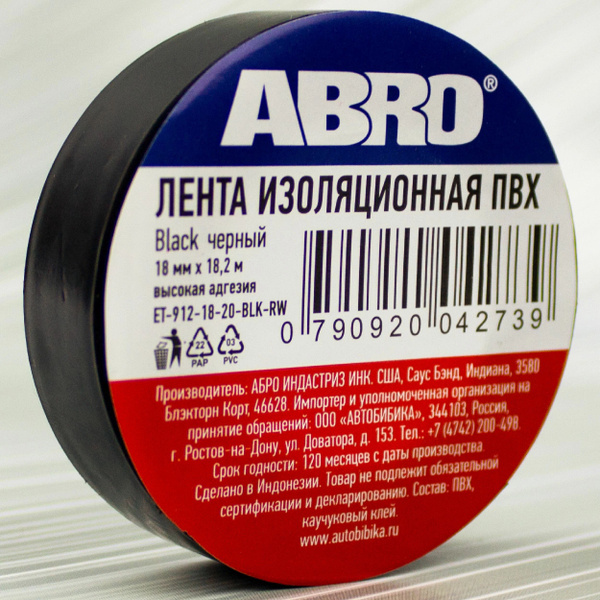 ABRO®
ЛЕНТА ИЗОЛЯЦИОННАЯ ПВХ
Black черный
18 мм x 18,2 м
высокая адгезия
ET-912-18-20-BLK-RW
0 790920 042739
22
PAP
03
PVC
Производитель: АБРО ИНДАСТРИЗ ИНК. США, Саус Бэнд, Индиана, 3580
Блэкторн Корт, 46628. Импортер и уполномоченная организация на
принятие обращений: ООО «АВТОБИБИКА», 344103, Россия,
г. Ростов-на-Дону, ул. Доватора, д. 153. Тел.: +7 (4742) 200-498.
Срок годности: 120 месяцев с даты производства.
Сделано в Индонезии. Товар не подлежит обязательной
сертификации и декларированию. Состав: ПВХ,
каучуковый клей.
www.autobibika.ru